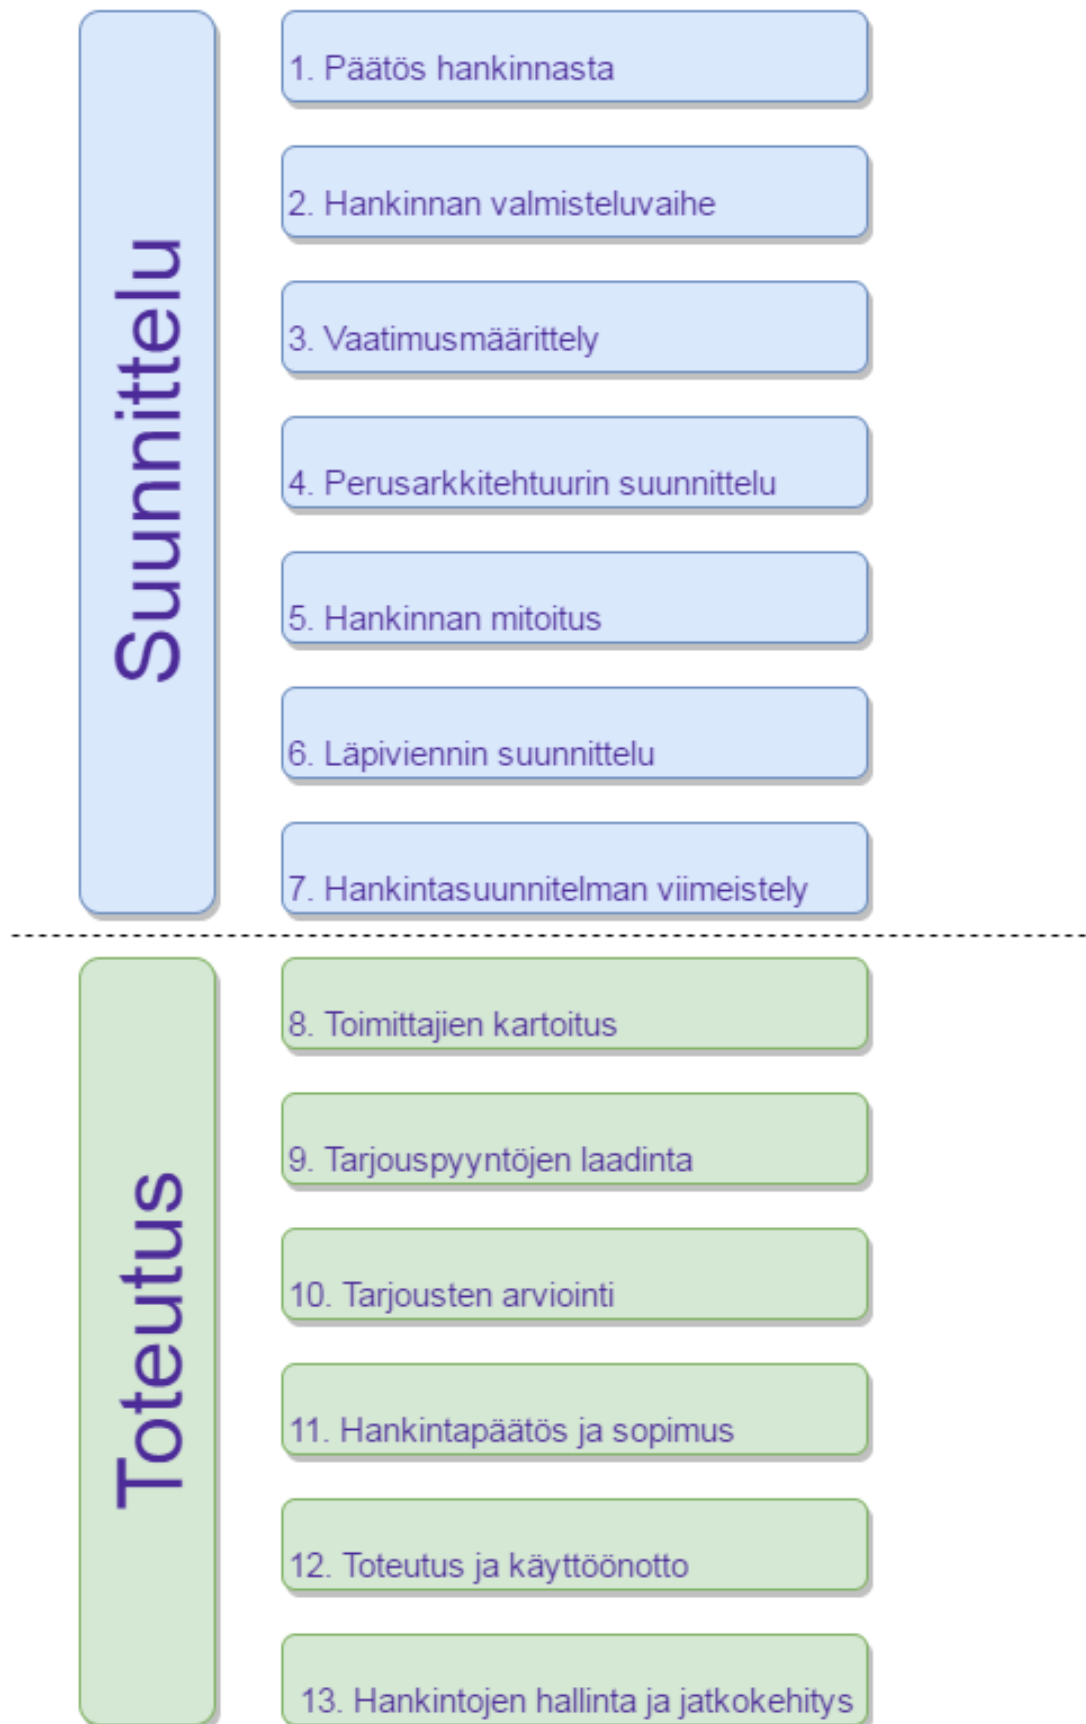 Suunnittelu
1. Päätös hankinnasta
2. Hankinnan valmisteluvaihe
3. Vaatimusmäärittely
4. Perusarkkitehtuurin suunnittelu
5. Hankinnan mitoitus
6. Läpiviennin suunnittelu
7. Hankintasuunnitelman viimeistely
Toteutus
8. Toimittajien kartoitus
9. Tarjouspyyntöjen laadinta
10. Tarjousten arviointi
11. Hankintapäätös ja sopimus
12. Toteutus ja käyttöönotto
13. Hankintojen hallinta ja jatkokehitys